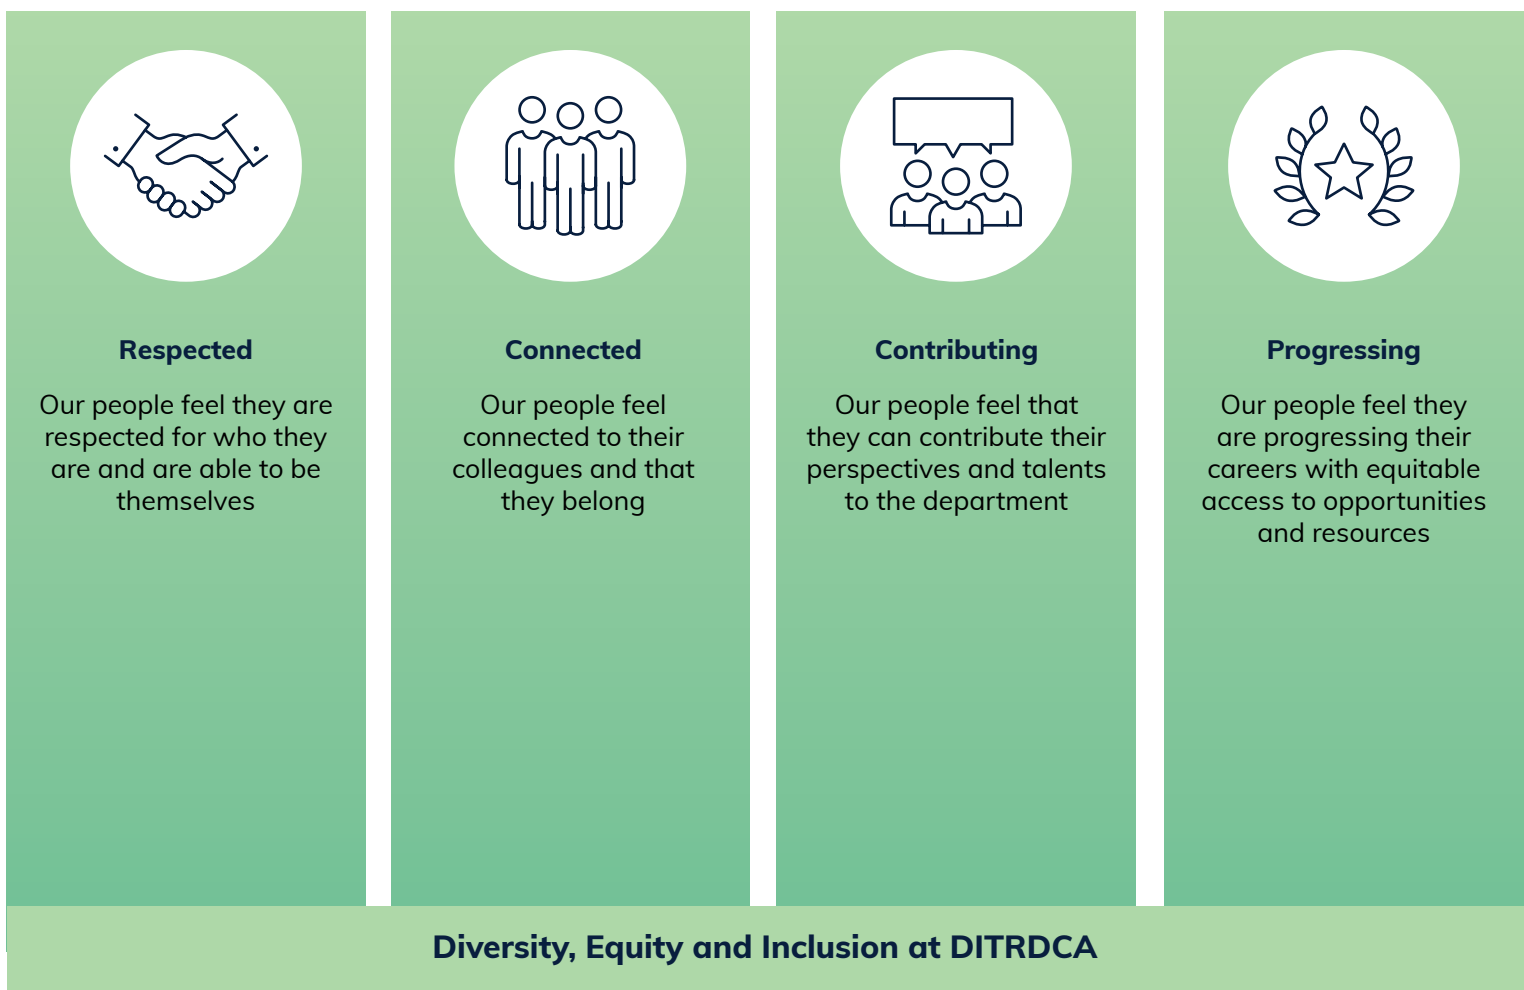 Respected
Our people feel they are
respected for who they
are and are able to be
themselves
Connected
Our people feel
connected to their
colleagues and that
they belong
Contributing
Our people feel that
they can contribute their
perspectives and talents
to the department
Progressing
Our people feel they
are progressing their
careers with equitable
access to opportunities
and resources
Diversity, Equity and Inclusion at DITRDCA